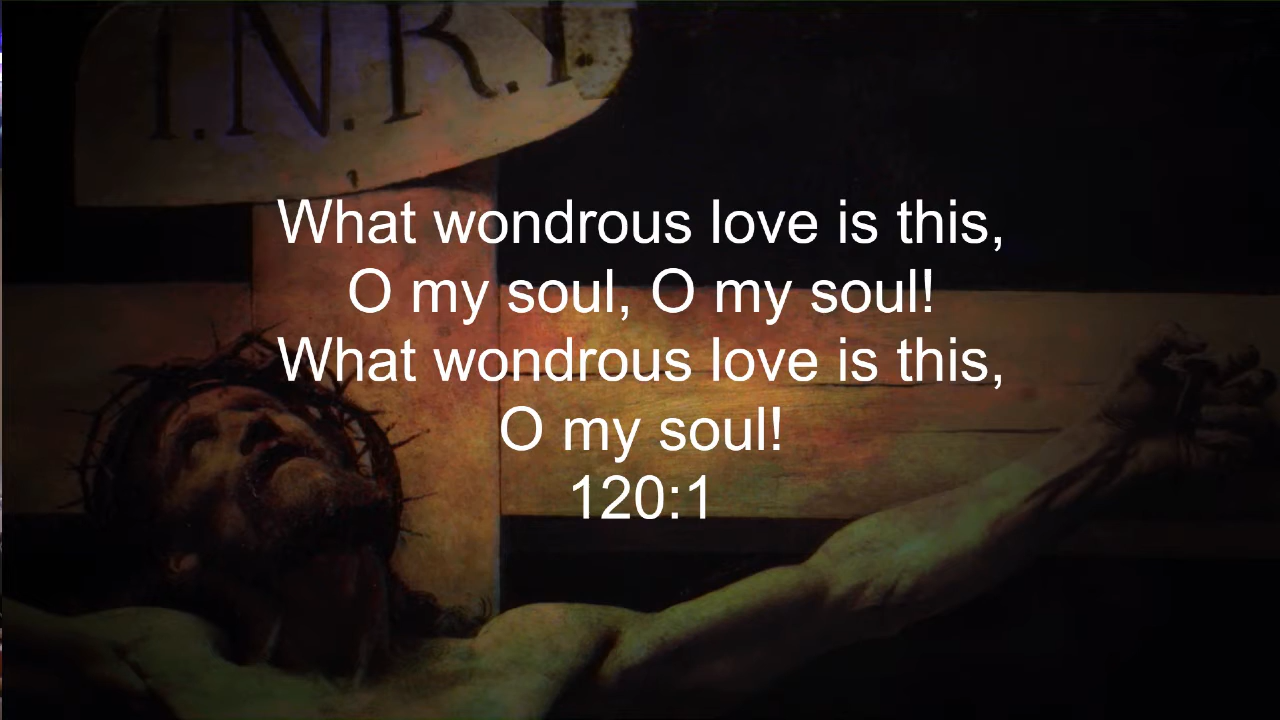 I.N.R.I
What wondrous love is this,
O my soul, O my soul!
What wondrous love is this,
O my soul!
120:1